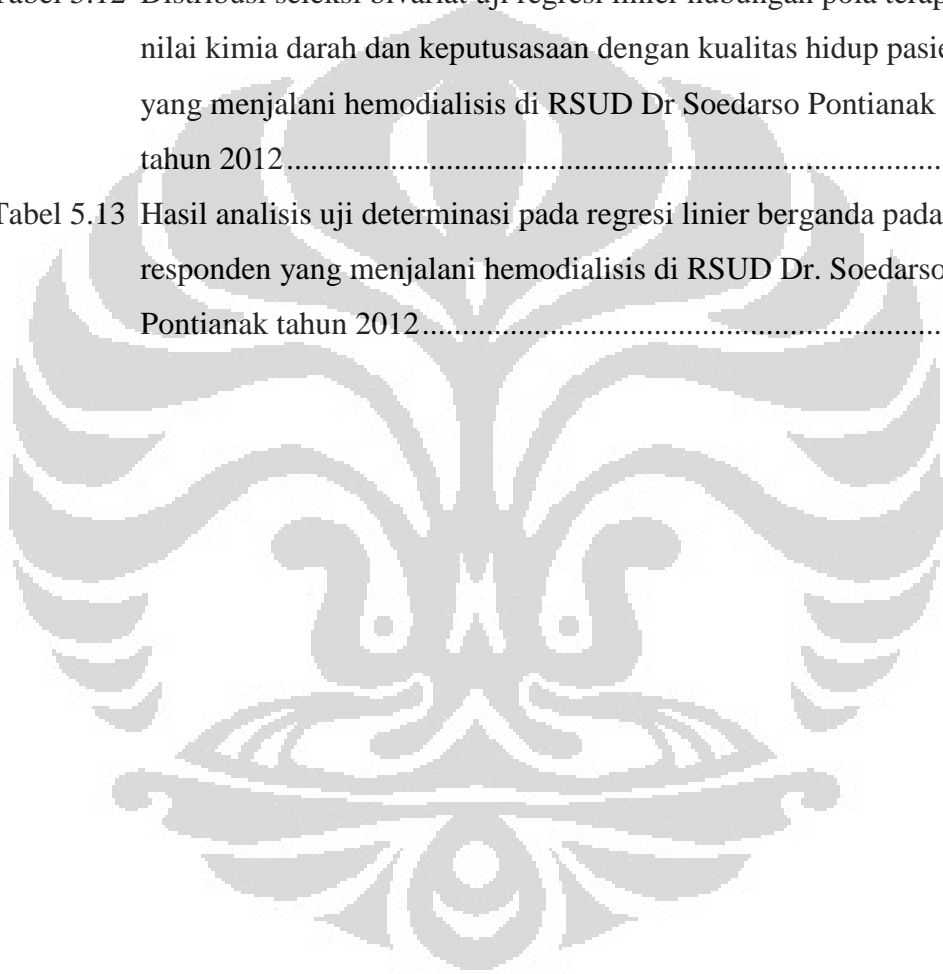 Tabel 5.12 Distribusi seleksi bivariat uji regresi linier hubungan pola
nilai kimia darah dan keputusasaan dengan kualitas hidup
yang menjalani hemodialisis di RSUD Dr Soedarso Pontianak
tahun 2012
Tabel 5.13 Hasil analisis uji determinasi pada regresi linier berganda pada
responden yang menjalani hemodialisis di RSUD Dr. Soedarso
Pontianak tahun 2012